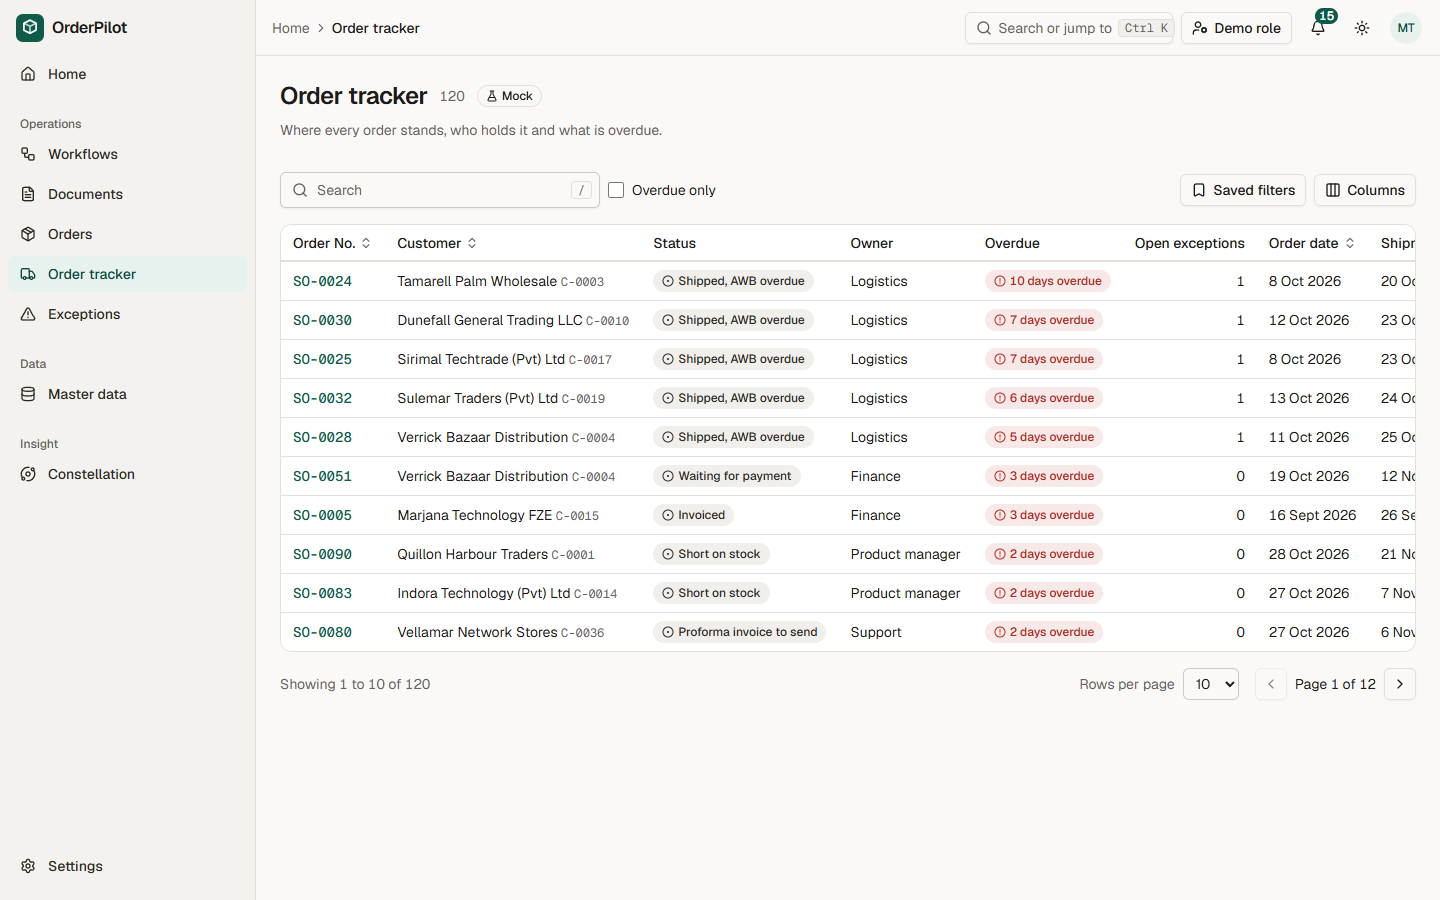 OrderPilot
Home > Order tracker
Search or jump to Ctrl K
Demo role
15
MT
Home
Operations
Workflows
Documents
Orders
Order tracker
Exceptions
Data
Master data
Insight
Constellation
Settings
Order tracker 120 Mock
Where every order stands, who holds it and what is overdue.
Search /
Overdue only
Saved filters
Columns
Order No. Customer Status Owner Overdue Open exceptions Order date
SO-0024 Tamarell Palm Wholesale C-0003 Shipped, AWB overdue Logistics 10 days overdue 1 8 Oct 2026 20
SO-0030 Dunefall General Trading LLC C-0010 Shipped, AWB overdue Logistics 7 days overdue 1 12 Oct 2026 23
SO-0025 Sirimal Techtrade (Pvt) Ltd C-0017 Shipped, AWB overdue Logistics 7 days overdue 1 8 Oct 2026 23
SO-0032 Sulemar Traders (Pvt) Ltd C-0019 Shipped, AWB overdue Logistics 6 days overdue 1 13 Oct 2026 24
SO-0028 Verrick Bazaar Distribution C-0004 Shipped, AWB overdue Logistics 5 days overdue 1 11 Oct 2026 25
SO-0051 Verrick Bazaar Distribution C-0004 Waiting for payment Finance 3 days overdue 0 19 Oct 2026 12
SO-0005 Marjana Technology FZE C-0015 Invoiced Finance 3 days overdue 0 16 Sept 2026 26
SO-0090 Quillon Harbour Traders C-0001 Short on stock Product manager 2 days overdue 0 28 Oct 2026 21
SO-0083 Indora Technology (Pvt) Ltd C-0014 Short on stock Product manager 2 days overdue 0 27 Oct 2026 7 Nov
SO-0080 Vellamar Network Stores C-0036 Proforma invoice to send Support 2 days overdue 0 27 Oct 2026 6 Nov
Showing 1 to 10 of 120
Rows per page 10
Page 1 of 12